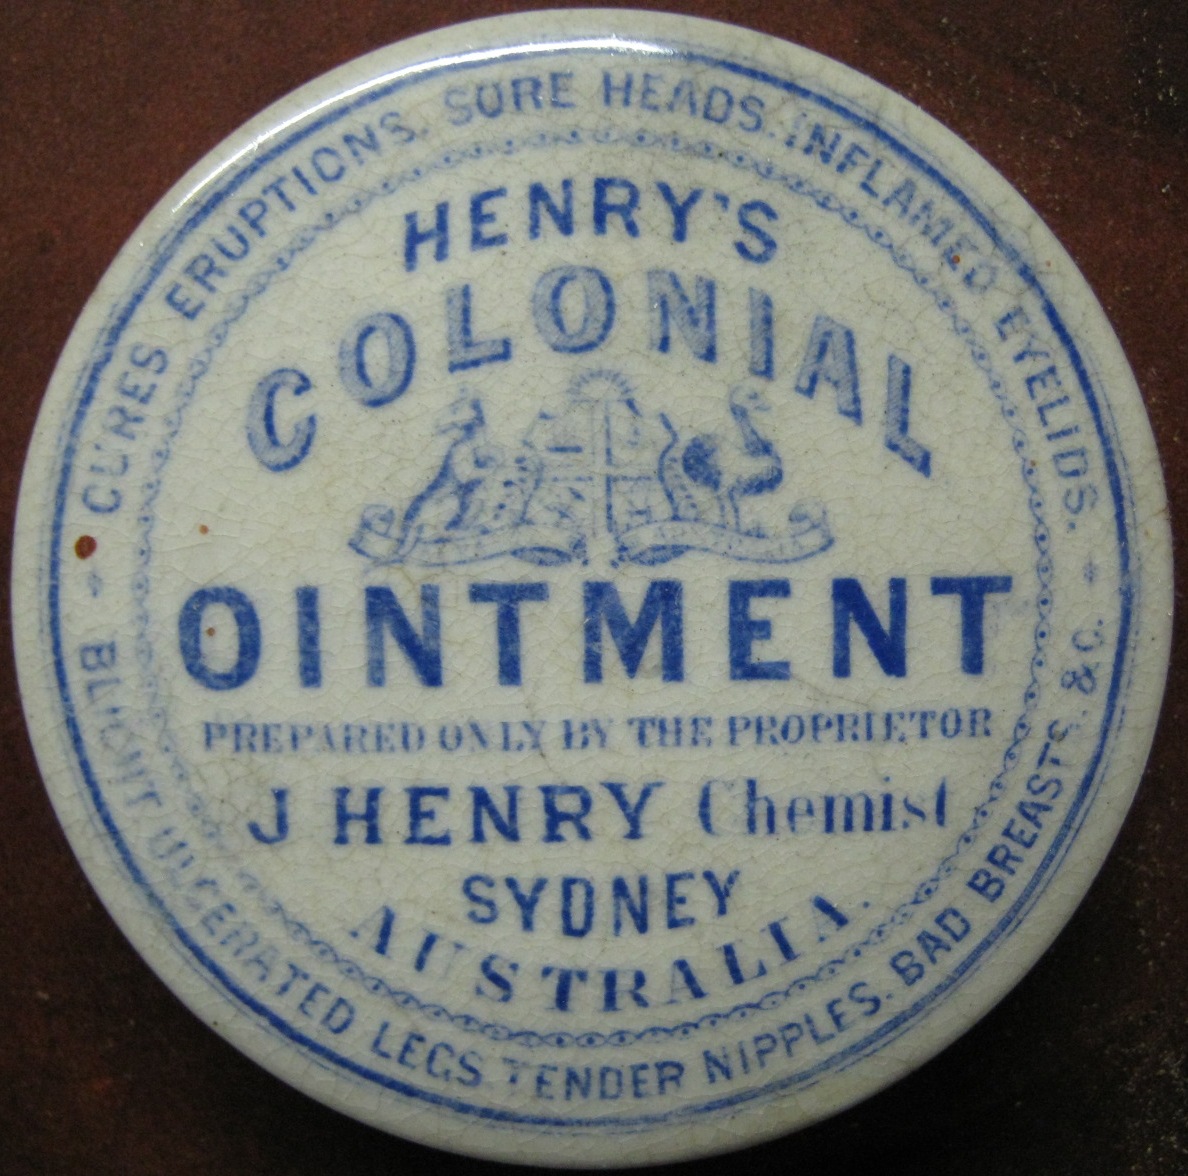 CURES ERUPTIONS. SORE HEADS. INFLAMED EYELIDS.
HENRY'S
COLONIAL
OINTMENT
PREPARED ONLY BY THE PROPRIETOR
J HENRY Chemist
SYDNEY
AUSTRALIA.
BLIGHT ULCERATED LEGS TENDER NIPPLES. BAD BREASTS. &C.